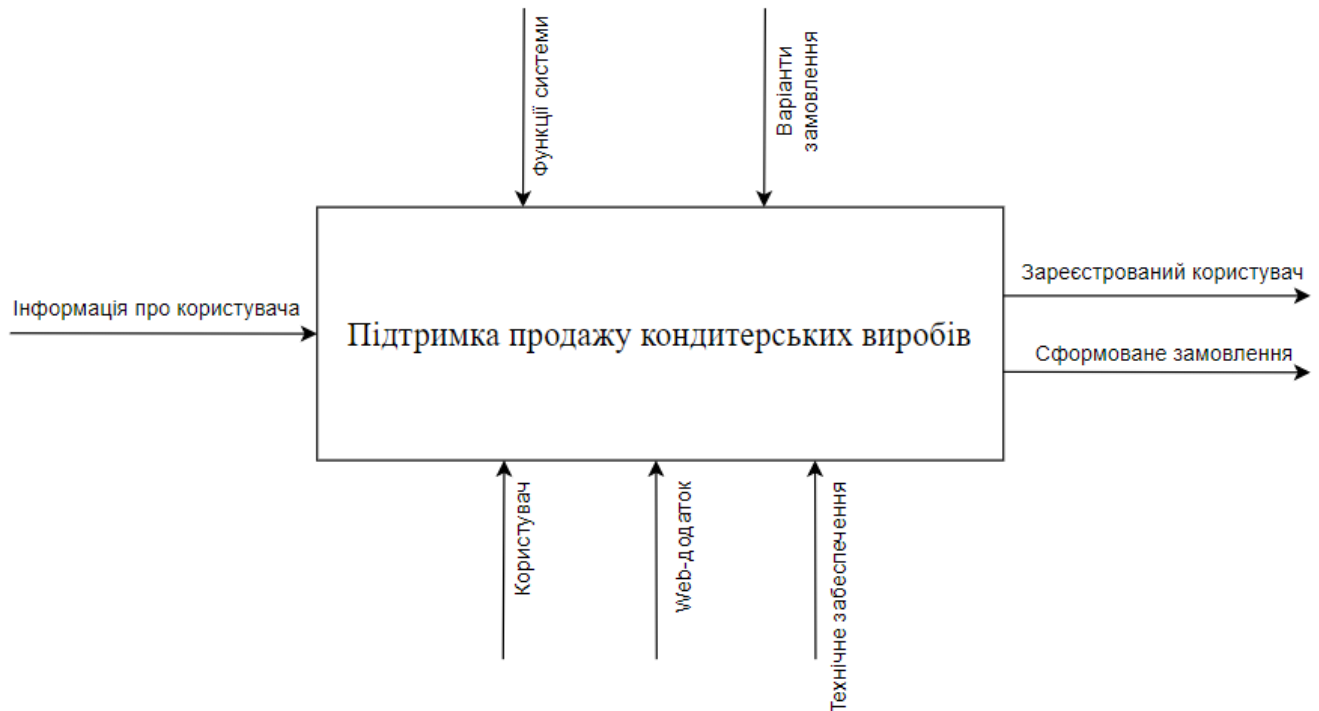 Функції системи
Варіанти
замовлення
Зареєстрований користувач
Інформація про користувача
Підтримка продажу кондитерських виробів
Сформоване замовлення
Користувач
Web-додаток
Технічне забеспечення